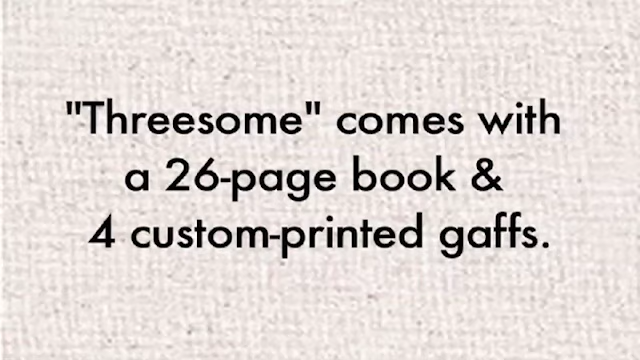 "Threesome" comes with
a 26-page book &
4 custom-printed gaffs.